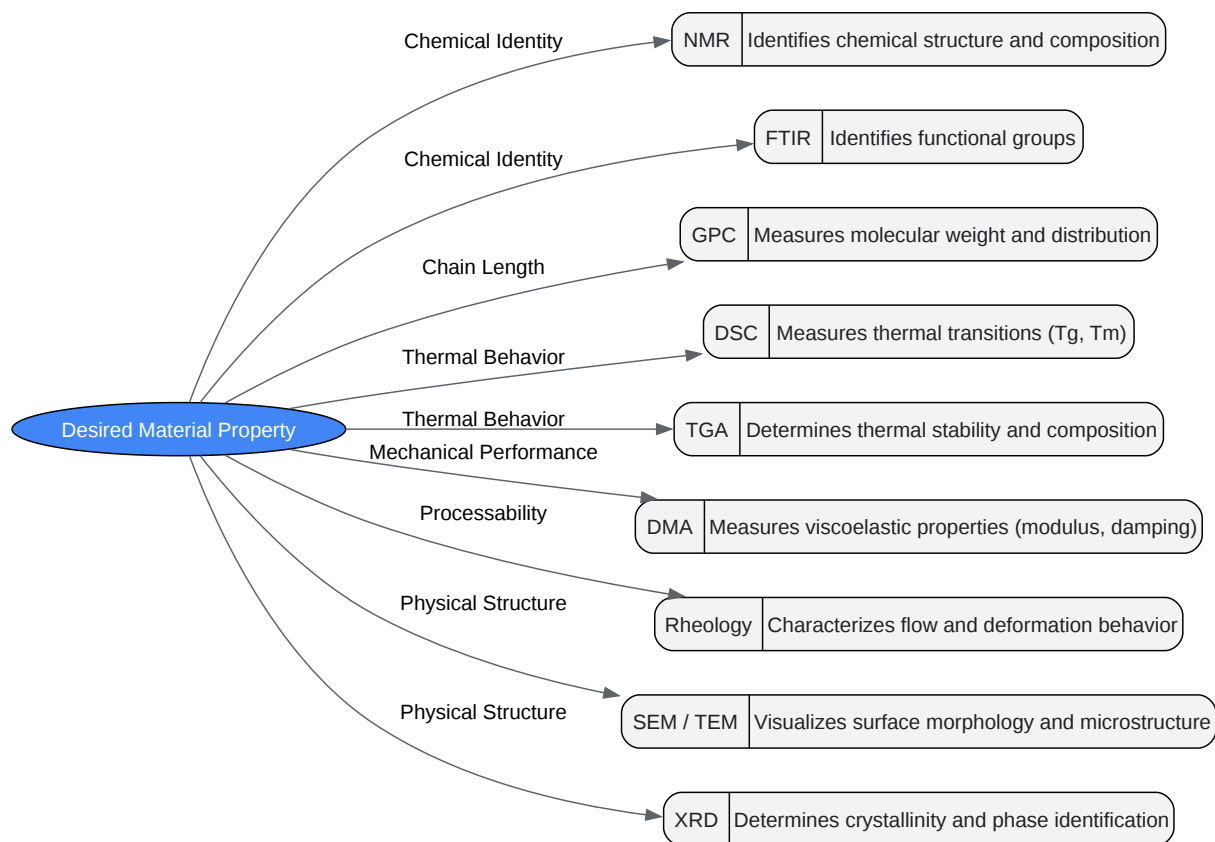 Chemical Identity
NMR
Identifies chemical structure and composition
Chemical Identity
FTIR
Identifies functional groups
Chain Length
GPC
Measures molecular weight and distribution
Thermal Behavior
DSC
Measures thermal transitions (Tg, Tm)
Desired Material Property
Thermal Behavior
TGA
Determines thermal stability and composition
Mechanical Performance
DMA
Measures viscoelastic properties (modulus, damping)
Processability
Rheology
Characterizes flow and deformation behavior
Physical Structure
SEM / TEM
Visualizes surface morphology and microstructure
Physical Structure
XRD
Determines crystallinity and phase identification